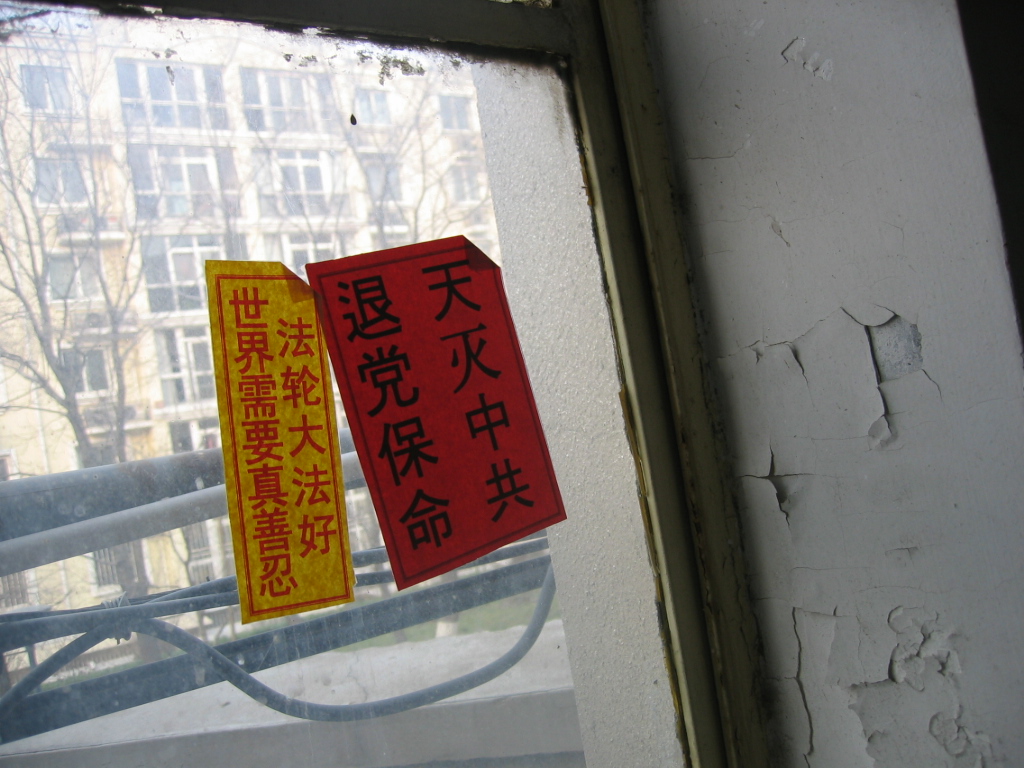 法轮大法好
世界需要真善忍
天灭中共
退党保命